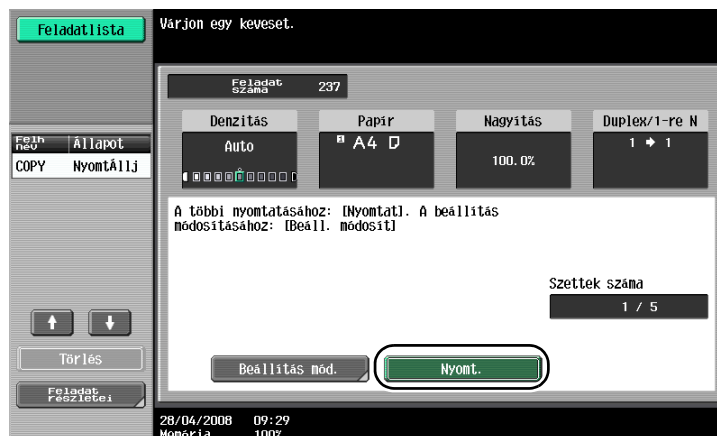 Feladatlista
Várjon egy keveset.
Feladat száma 237
Denzitás Papír Nagyítás Duplex/1-re N
Auto A4 100.0% 1 → 1
Felh név Állapot
COPY NyomtÁllj
A többi nyomtatásához: [Nyomtat]. A beállítás
módosításához: [Beáll. módosít]
Szettek száma
1 / 5
Törlés
Beállítás mód. Nyomt.
Feladat részletei
28/04/2008 09:29
Memória 100%